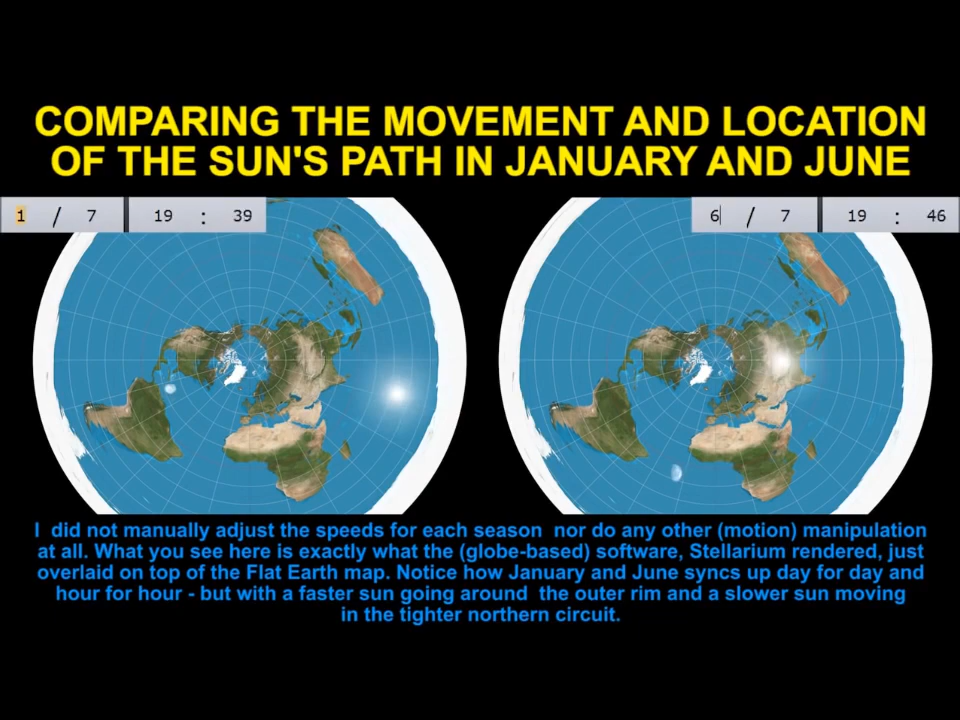 COMPARING THE MOVEMENT AND LOCATION
OF THE SUN'S PATH IN JANUARY AND JUNE
1 / 7 19 : 39
6 / 7 19 : 46
I did not manually adjust the speeds for each season nor do any other (motion) manipulation
at all. What you see here is exactly what the (globe-based) software, Stellarium rendered, just
overlaid on top of the Flat Earth map. Notice how January and June syncs up day for day and
hour for hour - but with a faster sun going around the outer rim and a slower sun moving
in the tighter northern circuit.